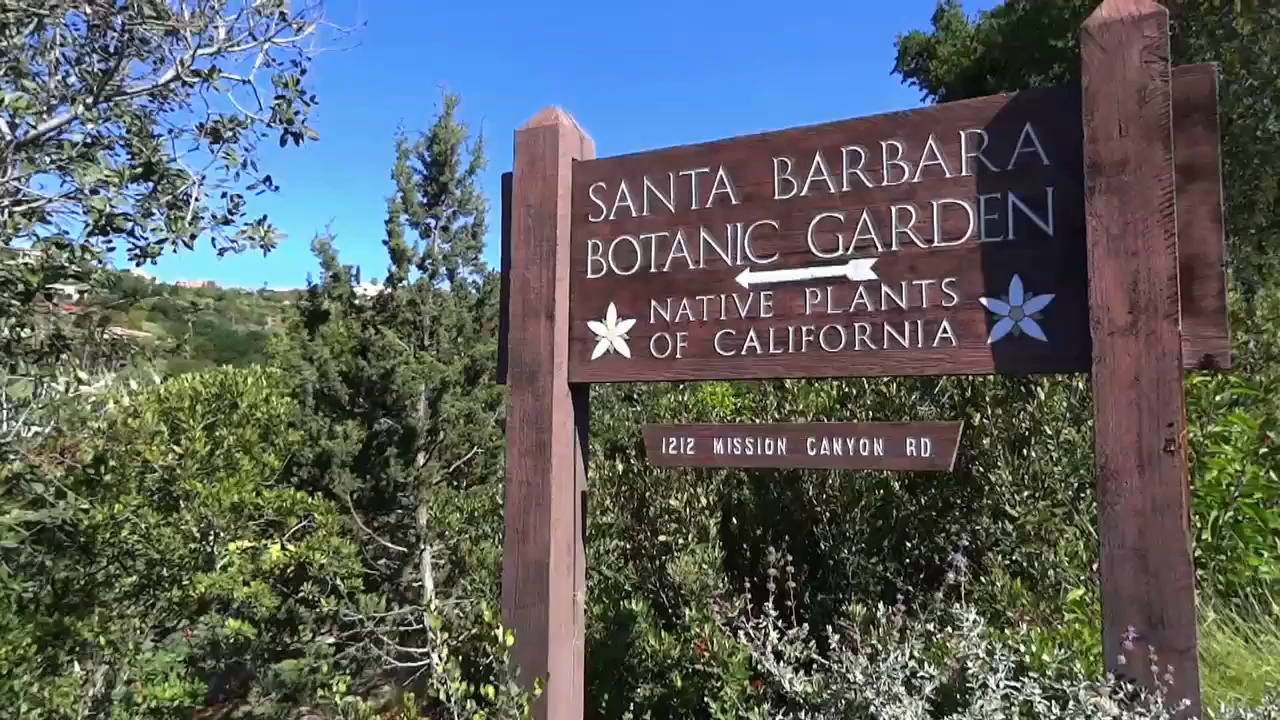 SANTA BARBARA
BOTANIC GARDEN
NATIVE PLANTS
OF CALIFORNIA
1212 MISSION CANYON RD